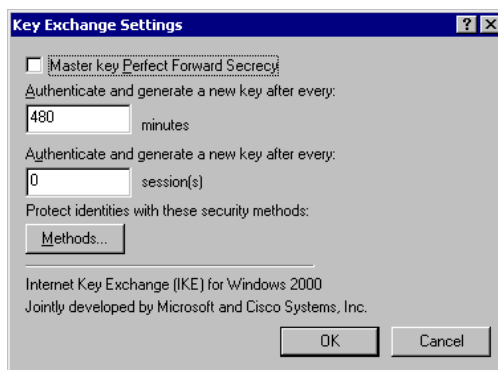 Key Exchange Settings
Master key Perfect Forward Secrecy
Authenticate and generate a new key after every:
480 minutes
Authenticate and generate a new key after every:
0 session(s)
Protect identities with these security methods:
Methods...
Internet Key Exchange (IKE) for Windows 2000
Jointly developed by Microsoft and Cisco Systems, Inc.
OK Cancel